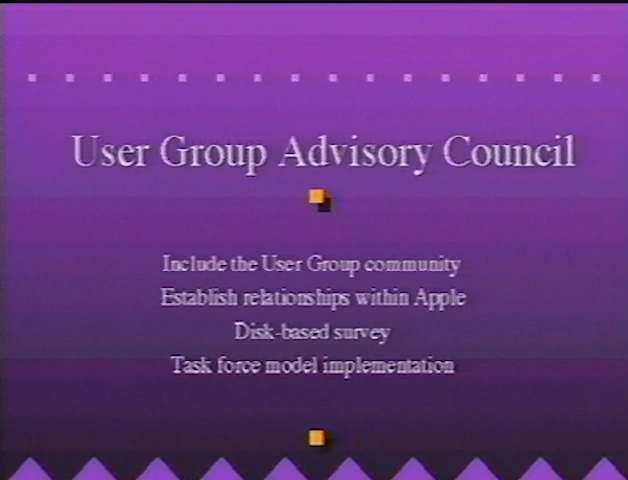 User Group Advisory Council
Include the User Group community
Establish relationships within Apple
Disk-based survey
Task force model implementation